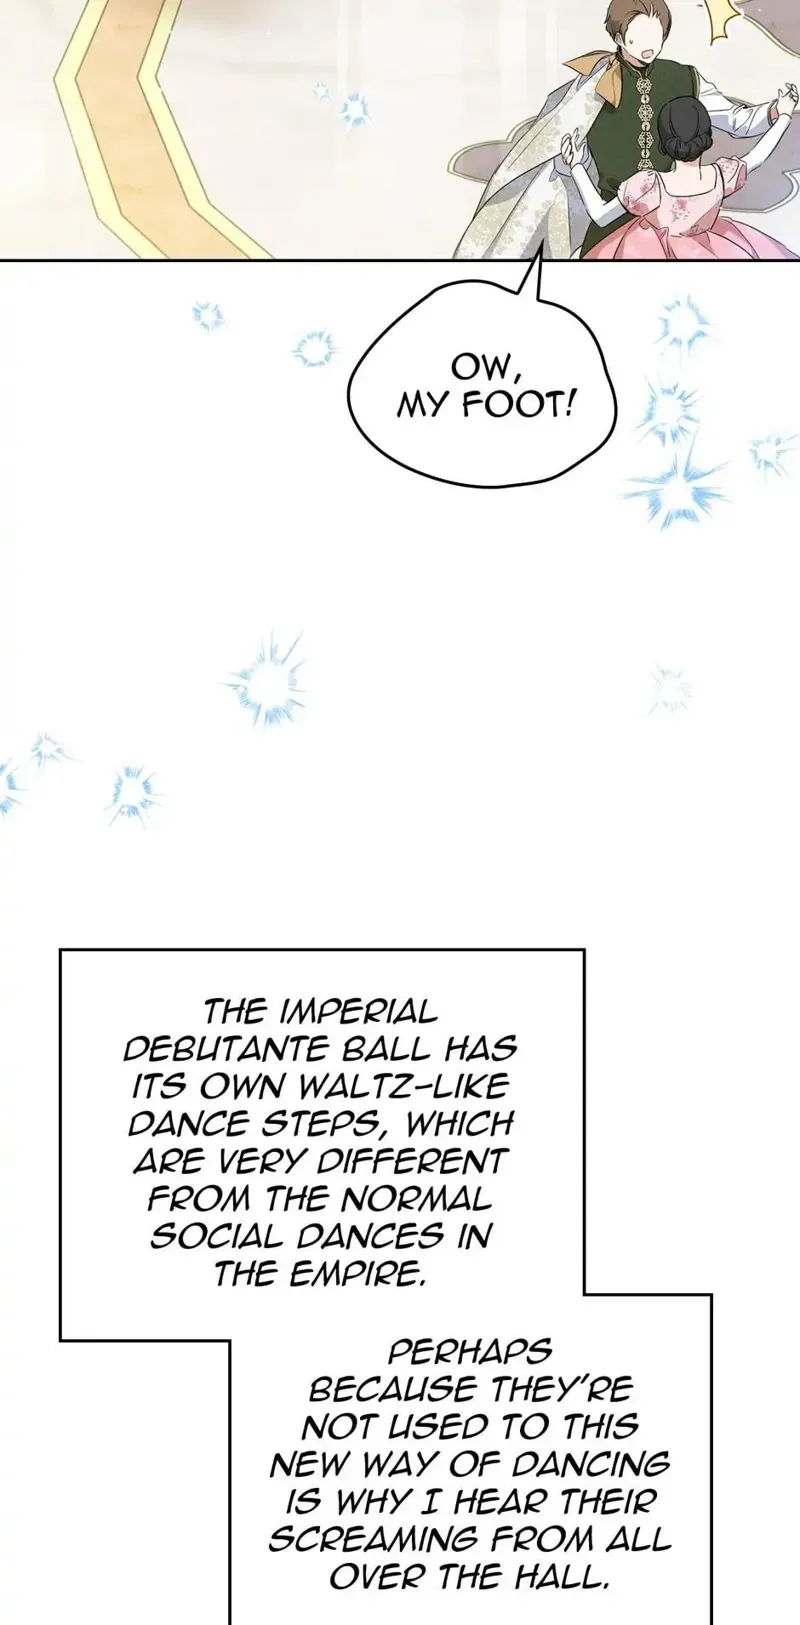 OW,
MY FOOT!
THE IMPERIAL
DEBUTANTE BALL HAS
ITS OWN WALTZ-LIKE
DANCE STEPS, WHICH
ARE VERY DIFFERENT
FROM THE NORMAL
SOCIAL DANCES IN
THE EMPIRE.
PERHAPS
BECAUSE THEY'RE
NOT USED TO THIS
NEW WAY OF DANCING
IS WHY I HEAR THEIR
SCREAMING FROM ALL
OVER THE HALL.